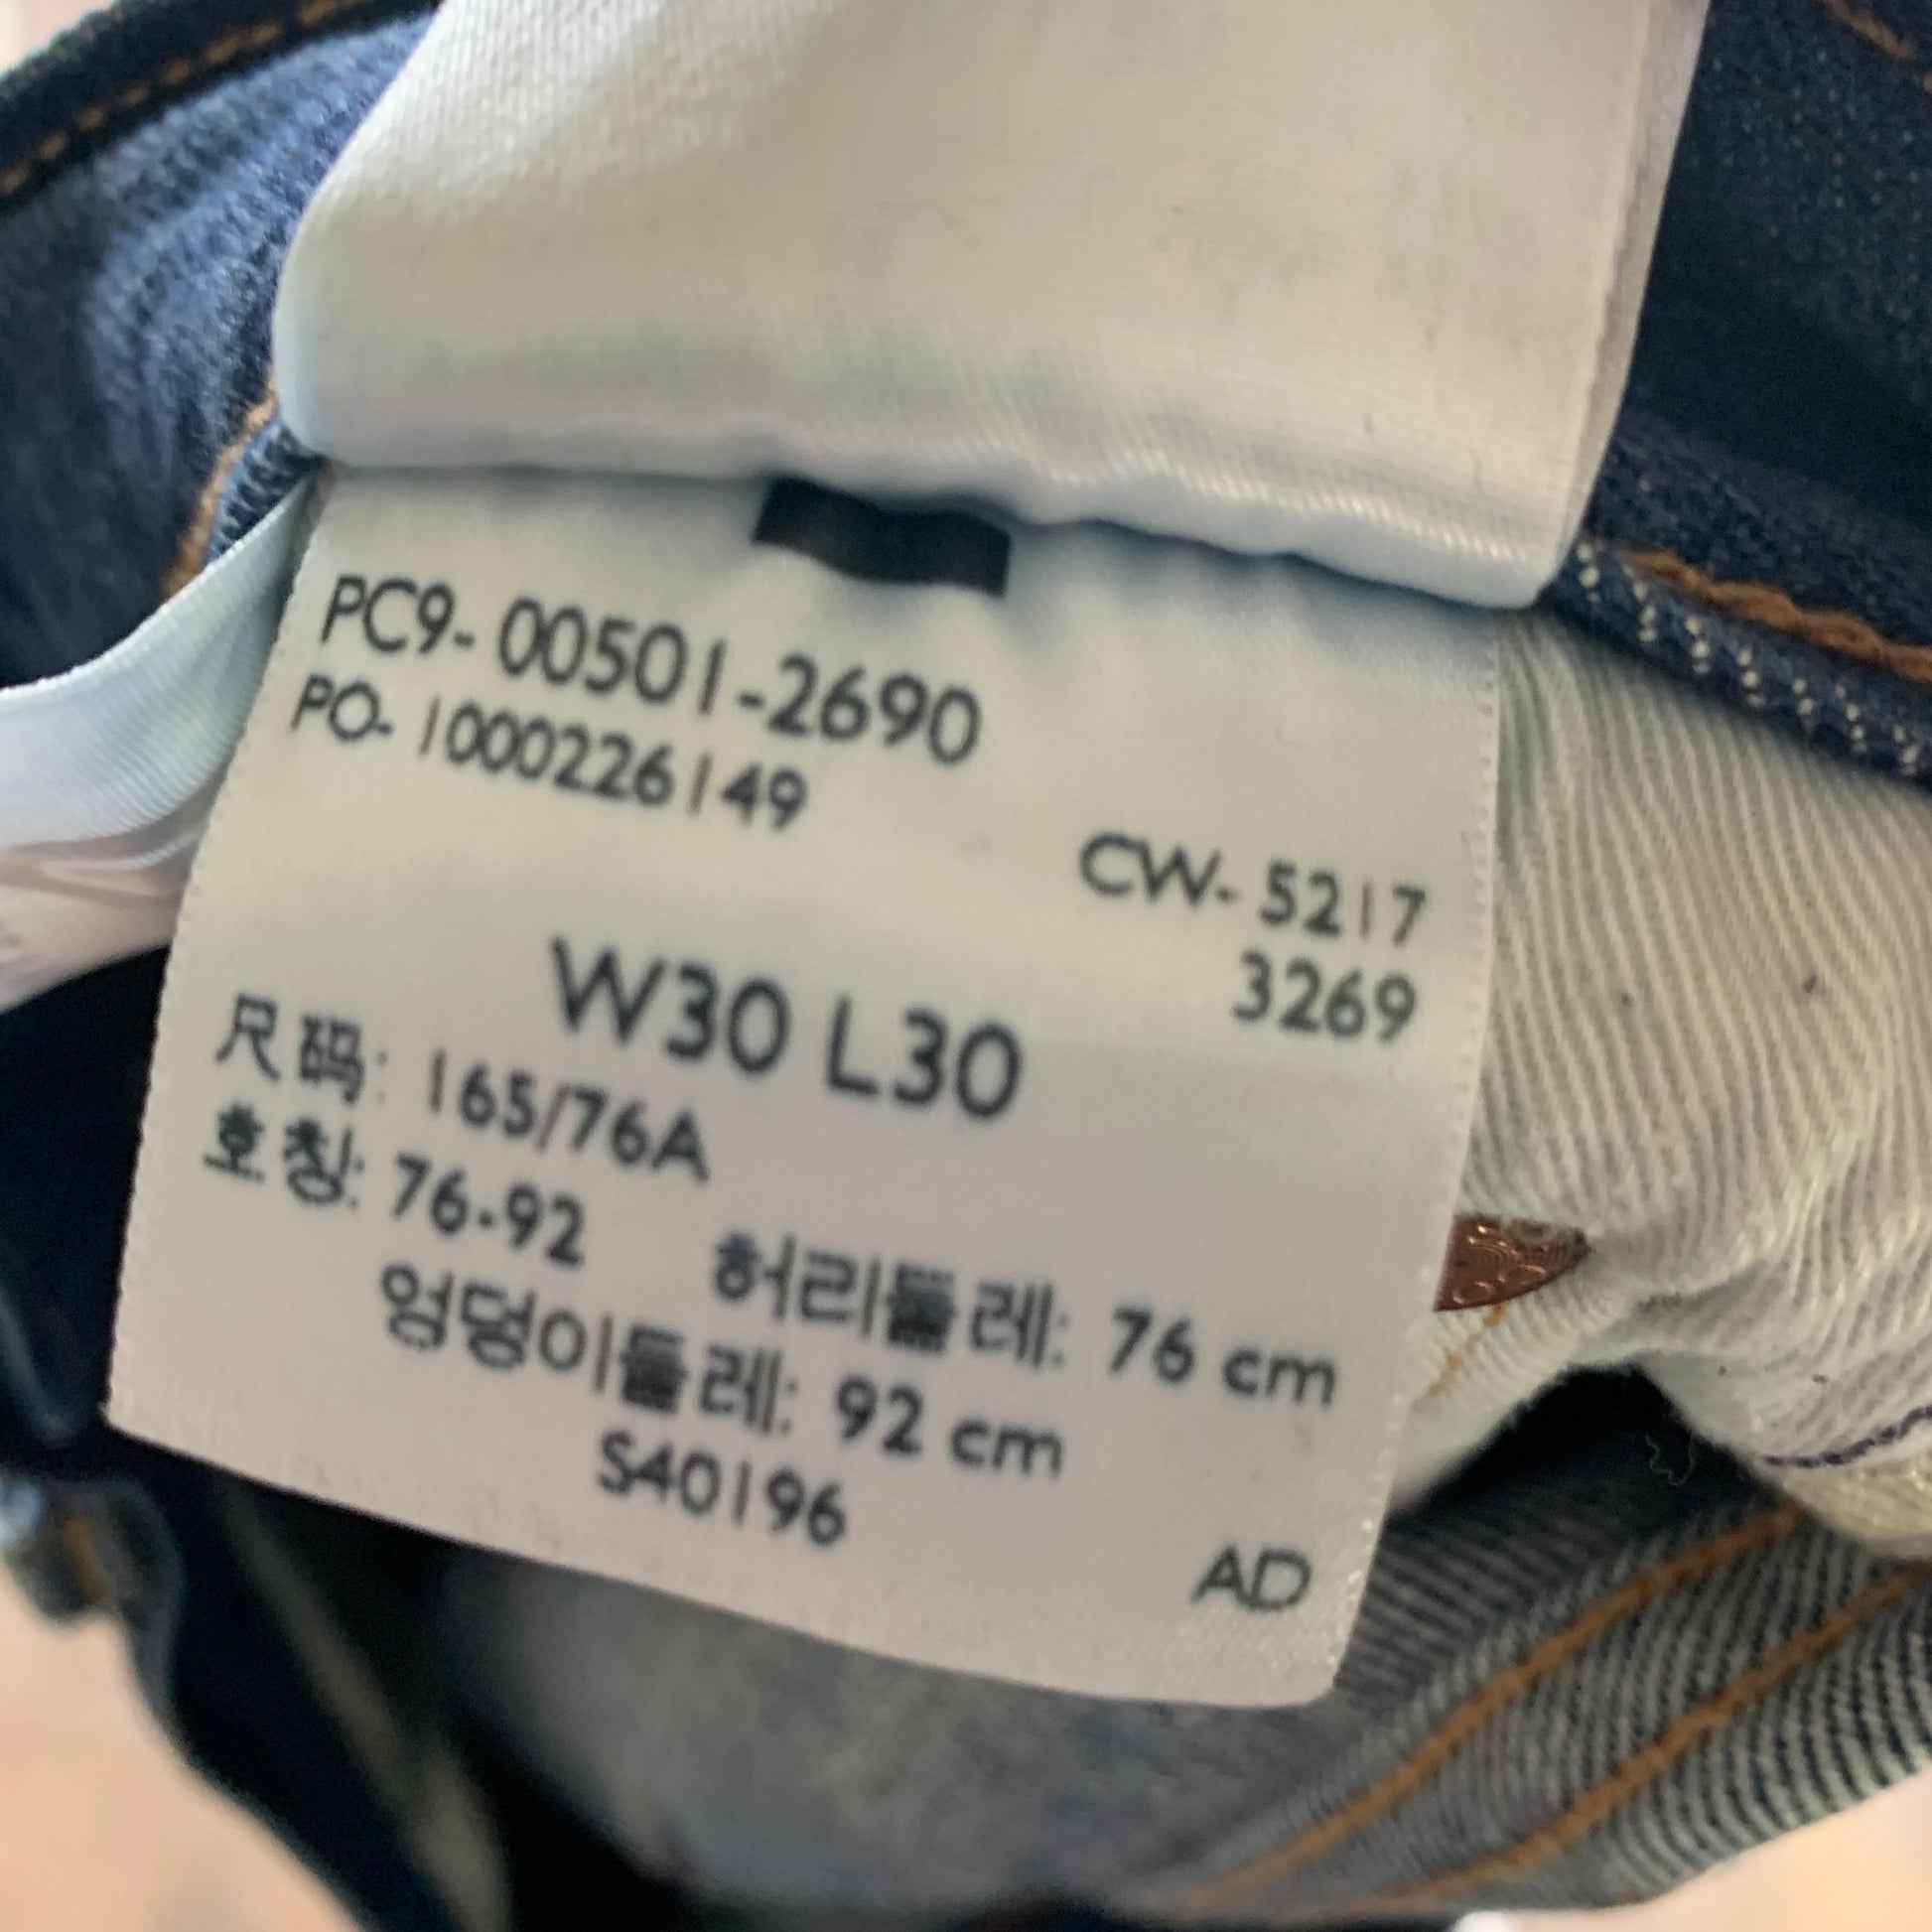 PC9- 00501-2690
PO- 1000226149
CW- 5217
3269
W30 L30
尺码: 165/76A
호칭: 76-92 허리둘레: 76 cm
엉덩이둘레: 92 cm
S40196
AD